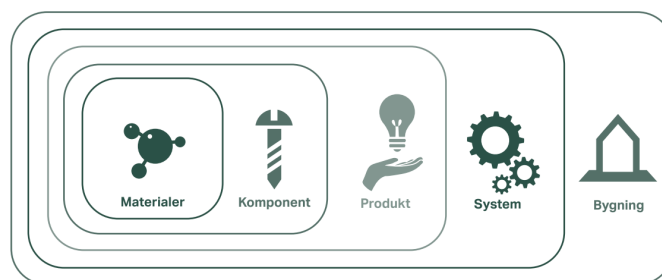 Materialer
Komponent
Produkt
System
Bygning